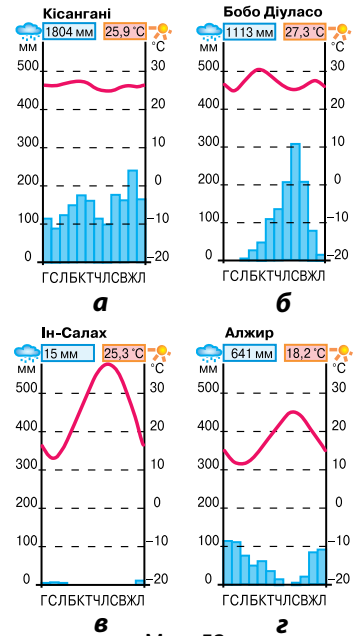 Кісангані
1804 мм 25,9 °C
мм °C
500 30
400 20
300 10
200 0
100 −10
0 −20
ГСЛБКТЧЛСВЖЛ
а
Бобо Діуласо
1113 мм 27,3 °C
мм °C
500 30
400 20
300 10
200 0
100 −10
0 −20
ГСЛБКТЧЛСВЖЛ
б
Ін-Салах
15 мм 25,3 °C
мм °C
500 30
400 20
300 10
200 0
100 −10
0 −20
ГСЛБКТЧЛСВЖЛ
в
Алжир
641 мм 18,2 °C
мм °C
500 30
400 20
300 10
200 0
100 −10
0 −20
ГСЛБКТЧЛСВЖЛ
г